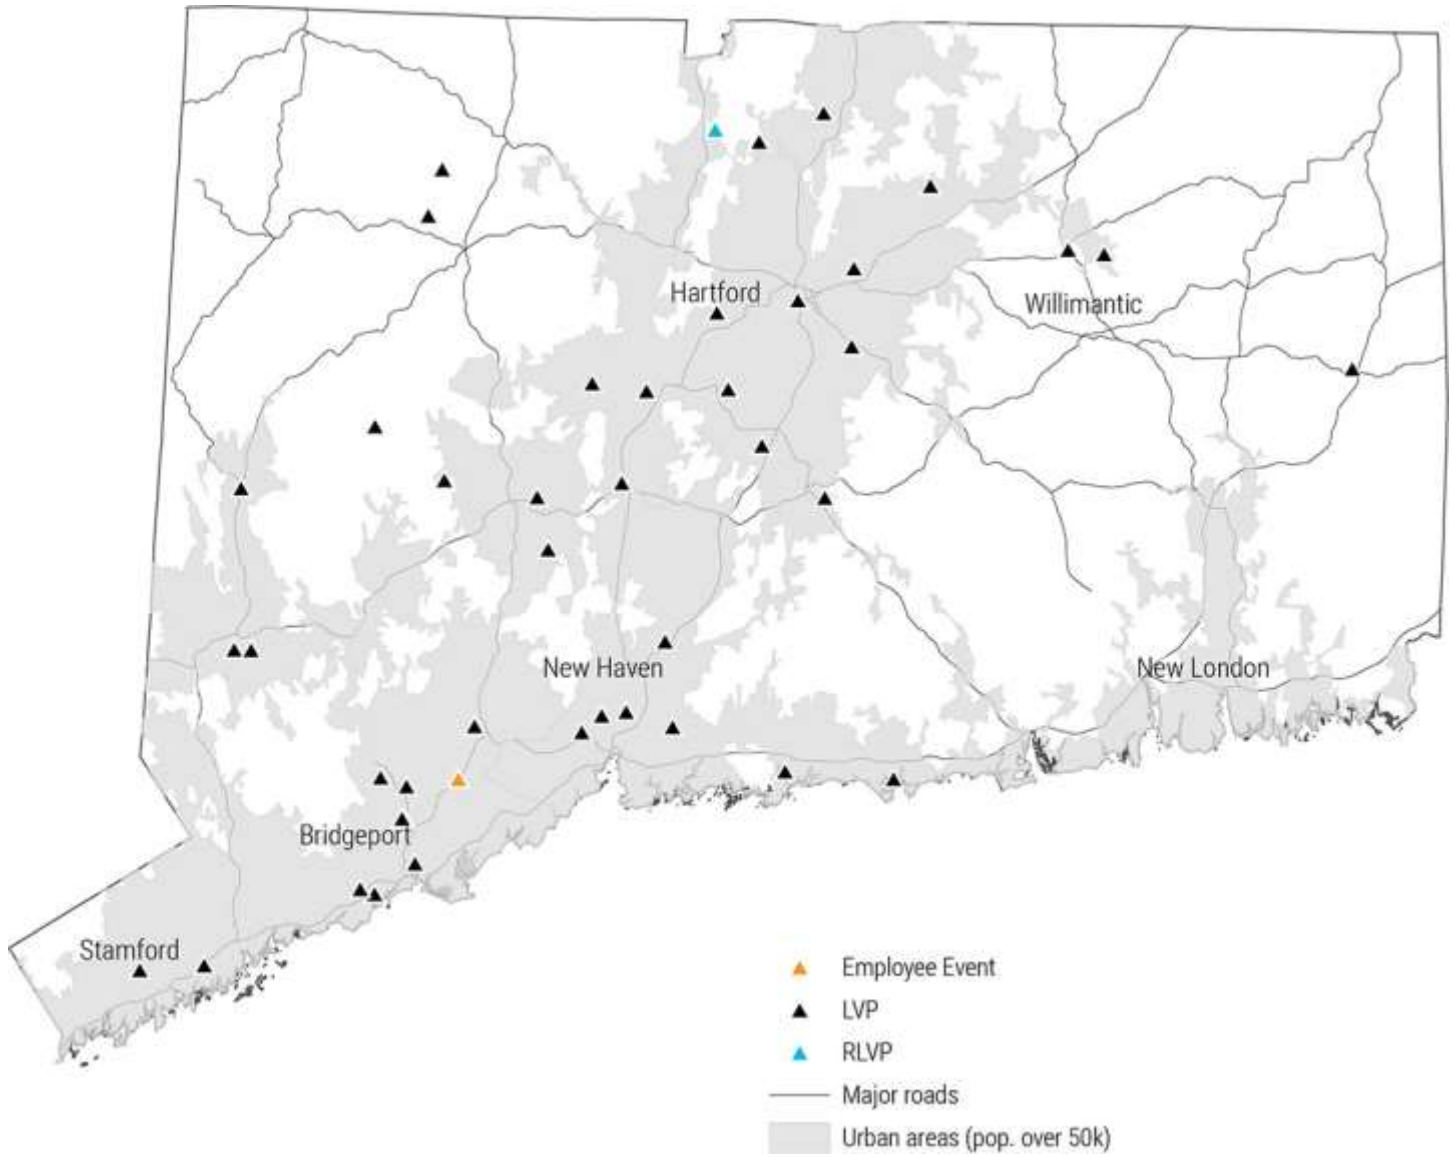 Hartford
Willimantic
New Haven
New London
Bridgeport
Stamford
Employee Event
LVP
RLVP
Major roads
Urban areas (pop. over 50k)